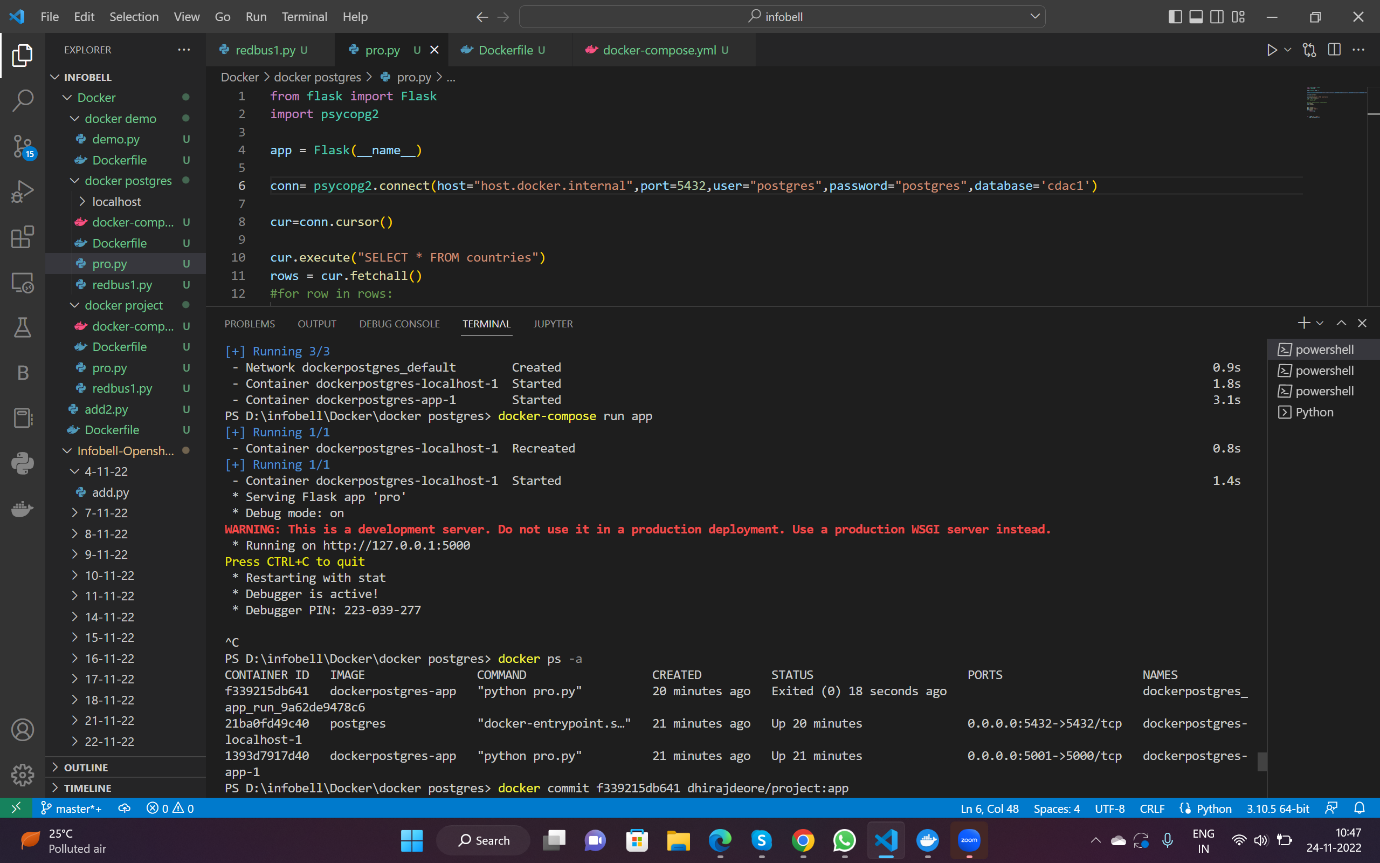 File Edit Selection View Go Run Terminal Help
infobell
EXPLORER
redbus1.py U
pro.py U
Dockerfile U
docker-compose.yml U
INFOBELL
Docker
docker demo
demo.py U
Dockerfile U
docker postgres
localhost
docker-comp... U
Dockerfile U
pro.py U
redbus1.py U
docker project
docker-comp... U
Dockerfile U
pro.py U
redbus1.py U
add2.py U
Dockerfile U
Infobell-Opensh...
4-11-22
add.py
7-11-22
8-11-22
9-11-22
10-11-22
11-11-22
14-11-22
15-11-22
16-11-22
17-11-22
18-11-22
21-11-22
22-11-22
OUTLINE
TIMELINE
15
B
Docker > docker postgres > pro.py > ...
1 from flask import Flask
2 import psycopg2
3
4 app = Flask(__name__)
5
6 conn= psycopg2.connect(host="host.docker.internal",port=5432,user="postgres",password="postgres",database='cdac1')
7
8 cur=conn.cursor()
9
10 cur.execute("SELECT * FROM countries")
11 rows = cur.fetchall()
12 #for row in rows:
PROBLEMS OUTPUT DEBUG CONSOLE TERMINAL JUPYTER
[+] Running 3/3
- Network dockerpostgres_default Created 0.9s
- Container dockerpostgres-localhost-1 Started 1.8s
- Container dockerpostgres-app-1 Started 3.1s
PS D:\infobell\Docker\docker postgres> docker-compose run app
[+] Running 1/1
- Container dockerpostgres-localhost-1 Recreated 0.8s
[+] Running 1/1
- Container dockerpostgres-localhost-1 Started 1.4s
* Serving Flask app 'pro'
* Debug mode: on
WARNING: This is a development server. Do not use it in a production deployment. Use a production WSGI server instead.
* Running on http://127.0.0.1:5000
Press CTRL+C to quit
* Restarting with stat
* Debugger is active!
* Debugger PIN: 223-039-277
^C
PS D:\infobell\Docker\docker postgres> docker ps -a
CONTAINER ID IMAGE COMMAND CREATED STATUS PORTS NAMES
f339215db641 dockerpostgres-app "python pro.py" 20 minutes ago Exited (0) 18 seconds ago dockerpostgres_
app_run_9a62de9478c6
21ba0fd49c40 postgres "docker-entrypoint.s…" 21 minutes ago Up 20 minutes 0.0.0.0:5432->5432/tcp dockerpostgres-
localhost-1
1393d7917d40 dockerpostgres-app "python pro.py" 21 minutes ago Up 21 minutes 0.0.0.0:5001->5000/tcp dockerpostgres-
app-1
PS D:\infobell\Docker\docker postgres> docker commit f339215db641 dhirajdeore/project:app
powershell
powershell
powershell
Python
master*+ 0 0 Ln 6, Col 48 Spaces: 4 UTF-8 CRLF Python 3.10.5 64-bit
25°C
Polluted air
Search
zoom
ENG
IN
10:47
24-11-2022